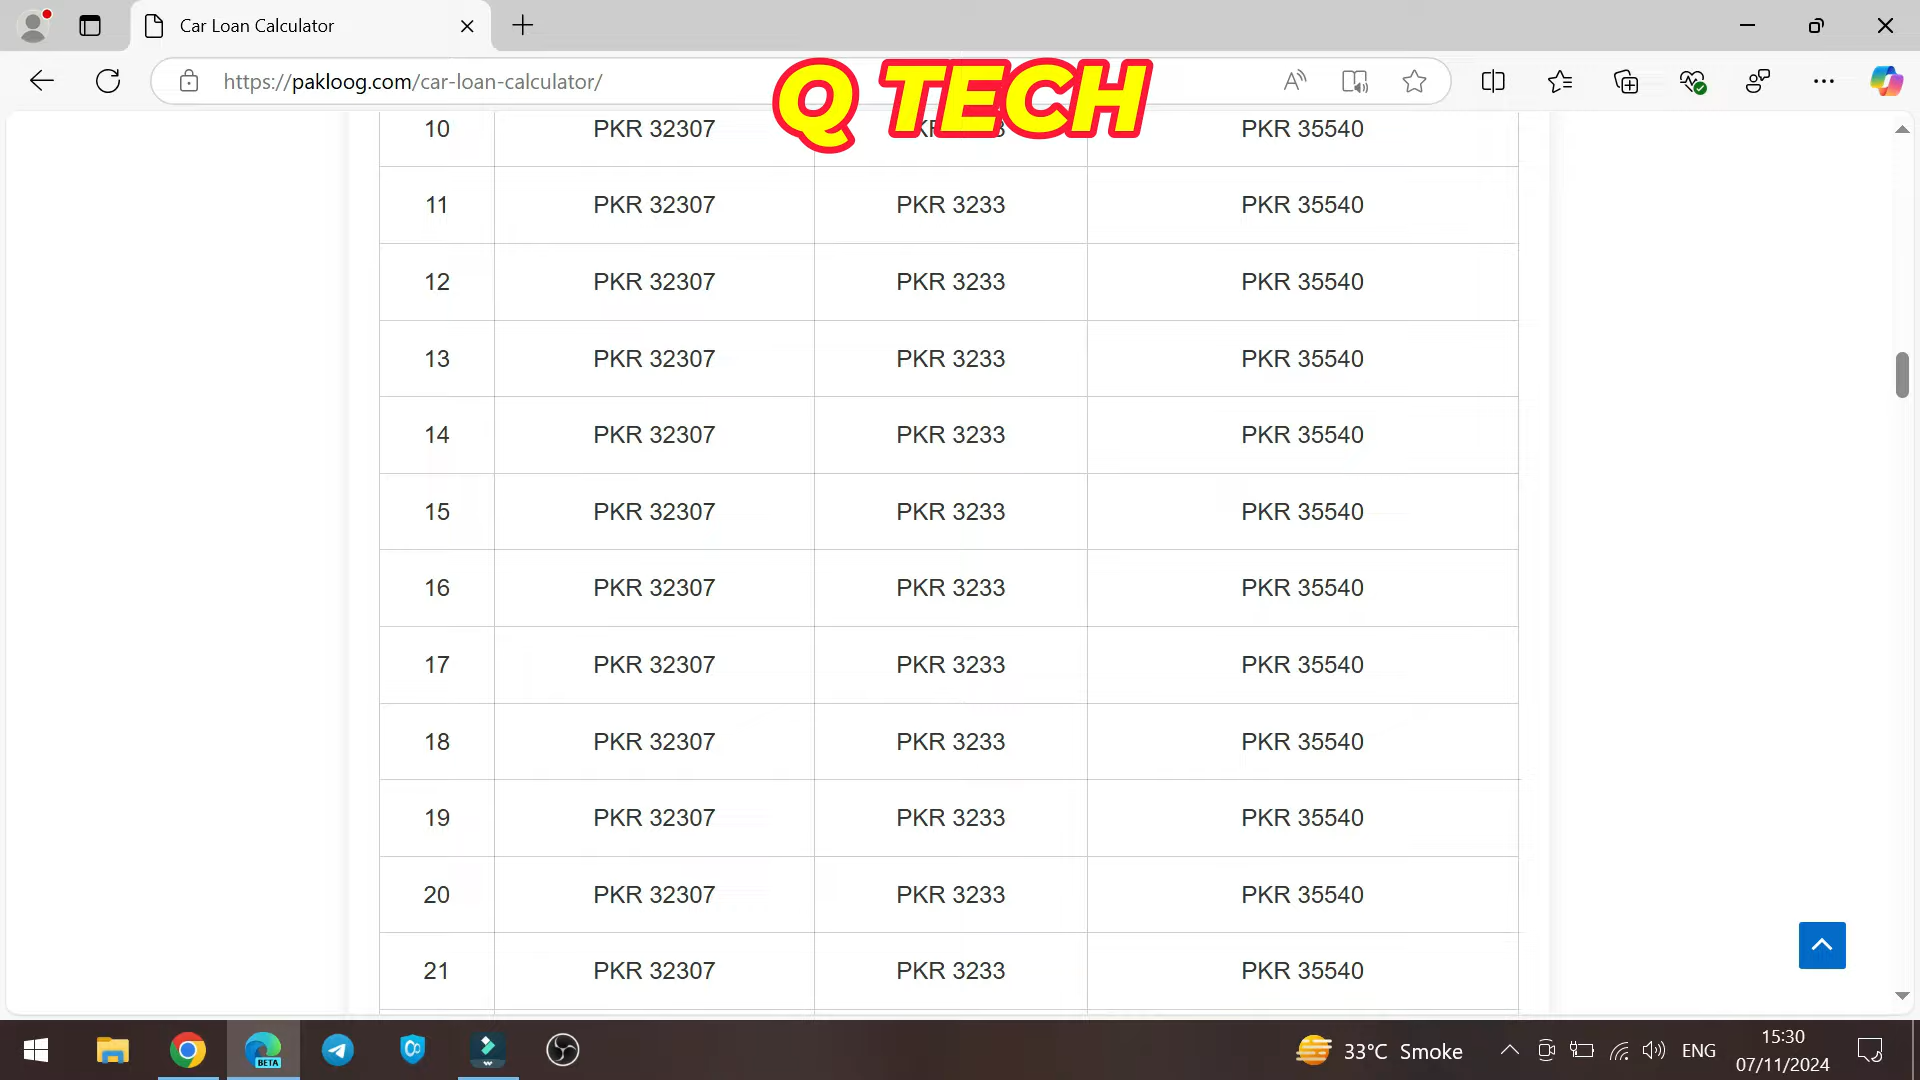 Car Loan Calculator
https://pakloog.com/car-loan-calculator/
Q TECH
10 PKR 32307 PKR 35540
11 PKR 32307 PKR 3233 PKR 35540
12 PKR 32307 PKR 3233 PKR 35540
13 PKR 32307 PKR 3233 PKR 35540
14 PKR 32307 PKR 3233 PKR 35540
15 PKR 32307 PKR 3233 PKR 35540
16 PKR 32307 PKR 3233 PKR 35540
17 PKR 32307 PKR 3233 PKR 35540
18 PKR 32307 PKR 3233 PKR 35540
19 PKR 32307 PKR 3233 PKR 35540
20 PKR 32307 PKR 3233 PKR 35540
21 PKR 32307 PKR 3233 PKR 35540
BETA
33°C Smoke
ENG
15:30
07/11/2024